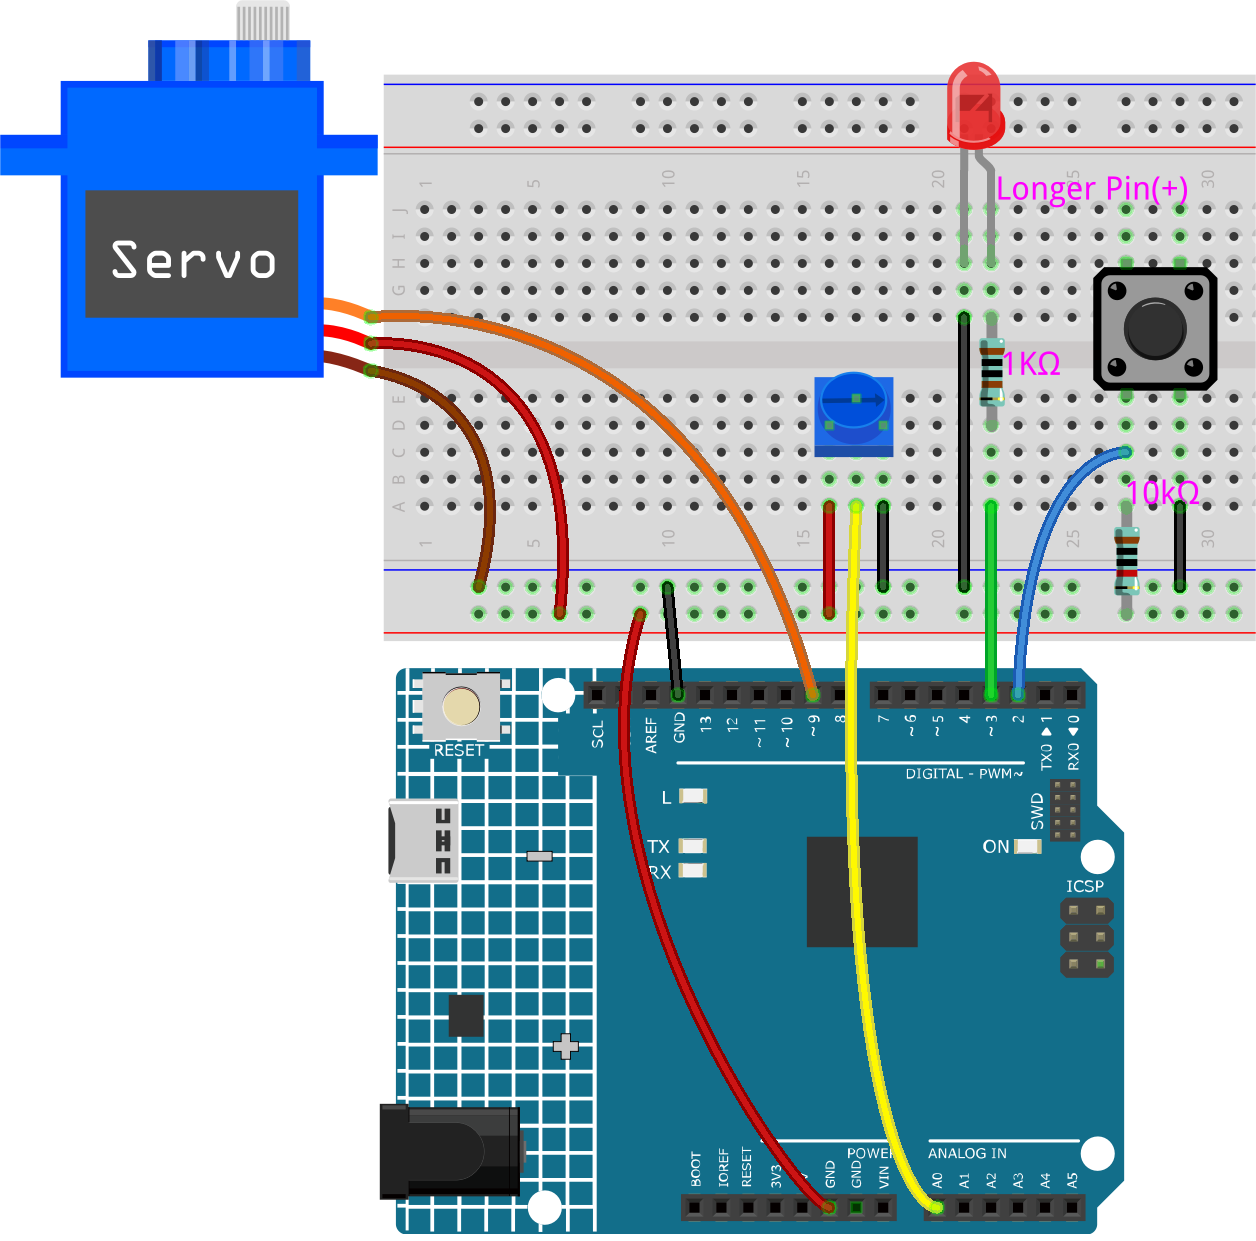 Servo
Longer Pin(+)
1 5 10 15 20 25 30
J
I
H
G
1KΩ
E
D
C
B
A
10kΩ
1 5 10 15 20 25 30
RESET
SCL
AREF
GND
13
12
~11
~10
~9
8
7
~6
~5
4
~3
2
TX0 ▶1
RX0 ◀0
DIGITAL - PWM~
L
TX
RX
SWD
ON
ICSP
POWER
ANALOG IN
BOOT
IOREF
RESET
3V3
GND
GND
VIN
A0
A1
A2
A3
A4
A5